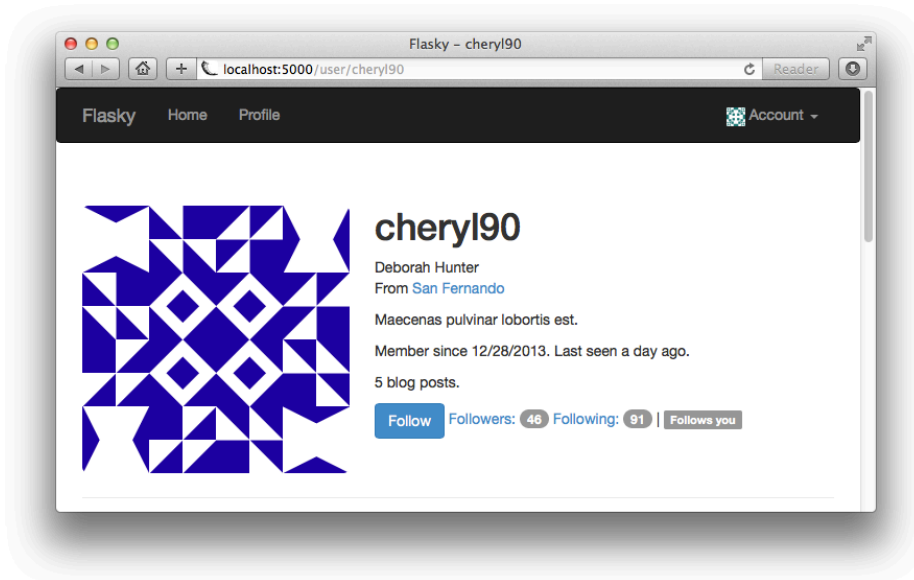 Flasky – cheryl90
localhost:5000/user/cheryl90
Reader
Flasky Home Profile Account
cheryl90
Deborah Hunter
From San Fernando
Maecenas pulvinar lobortis est.
Member since 12/28/2013. Last seen a day ago.
5 blog posts.
Follow Followers: 46 Following: 91 | Follows you